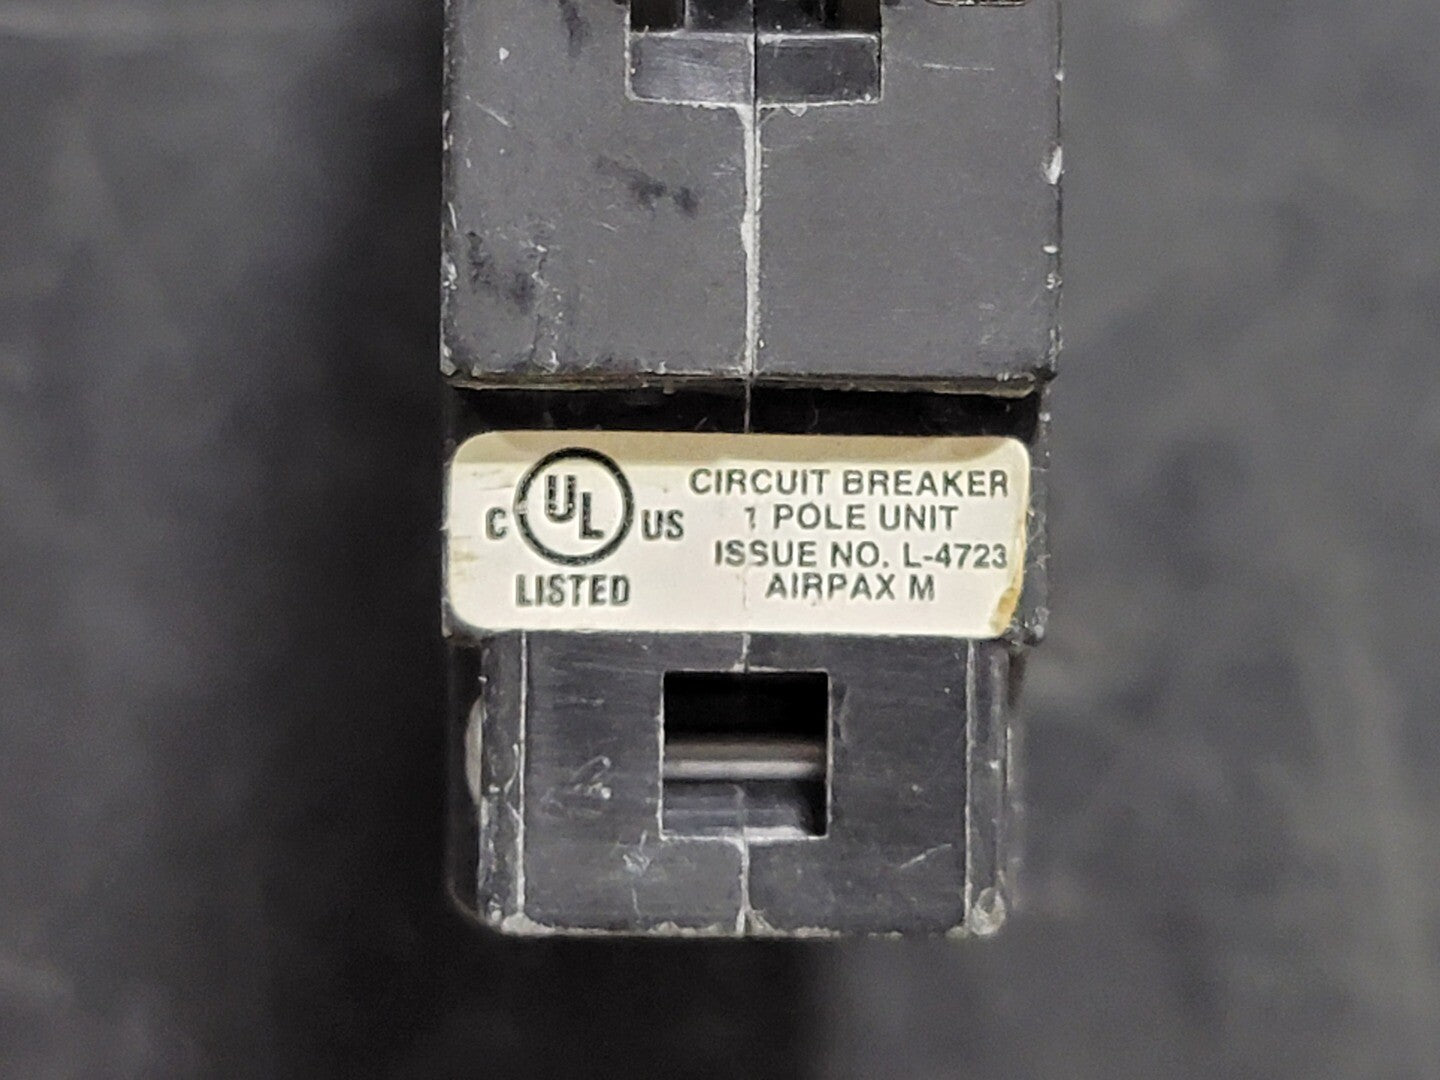 C UL US
LISTED
CIRCUIT BREAKER
1 POLE UNIT
ISSUE NO. L-4723
AIRPAX M